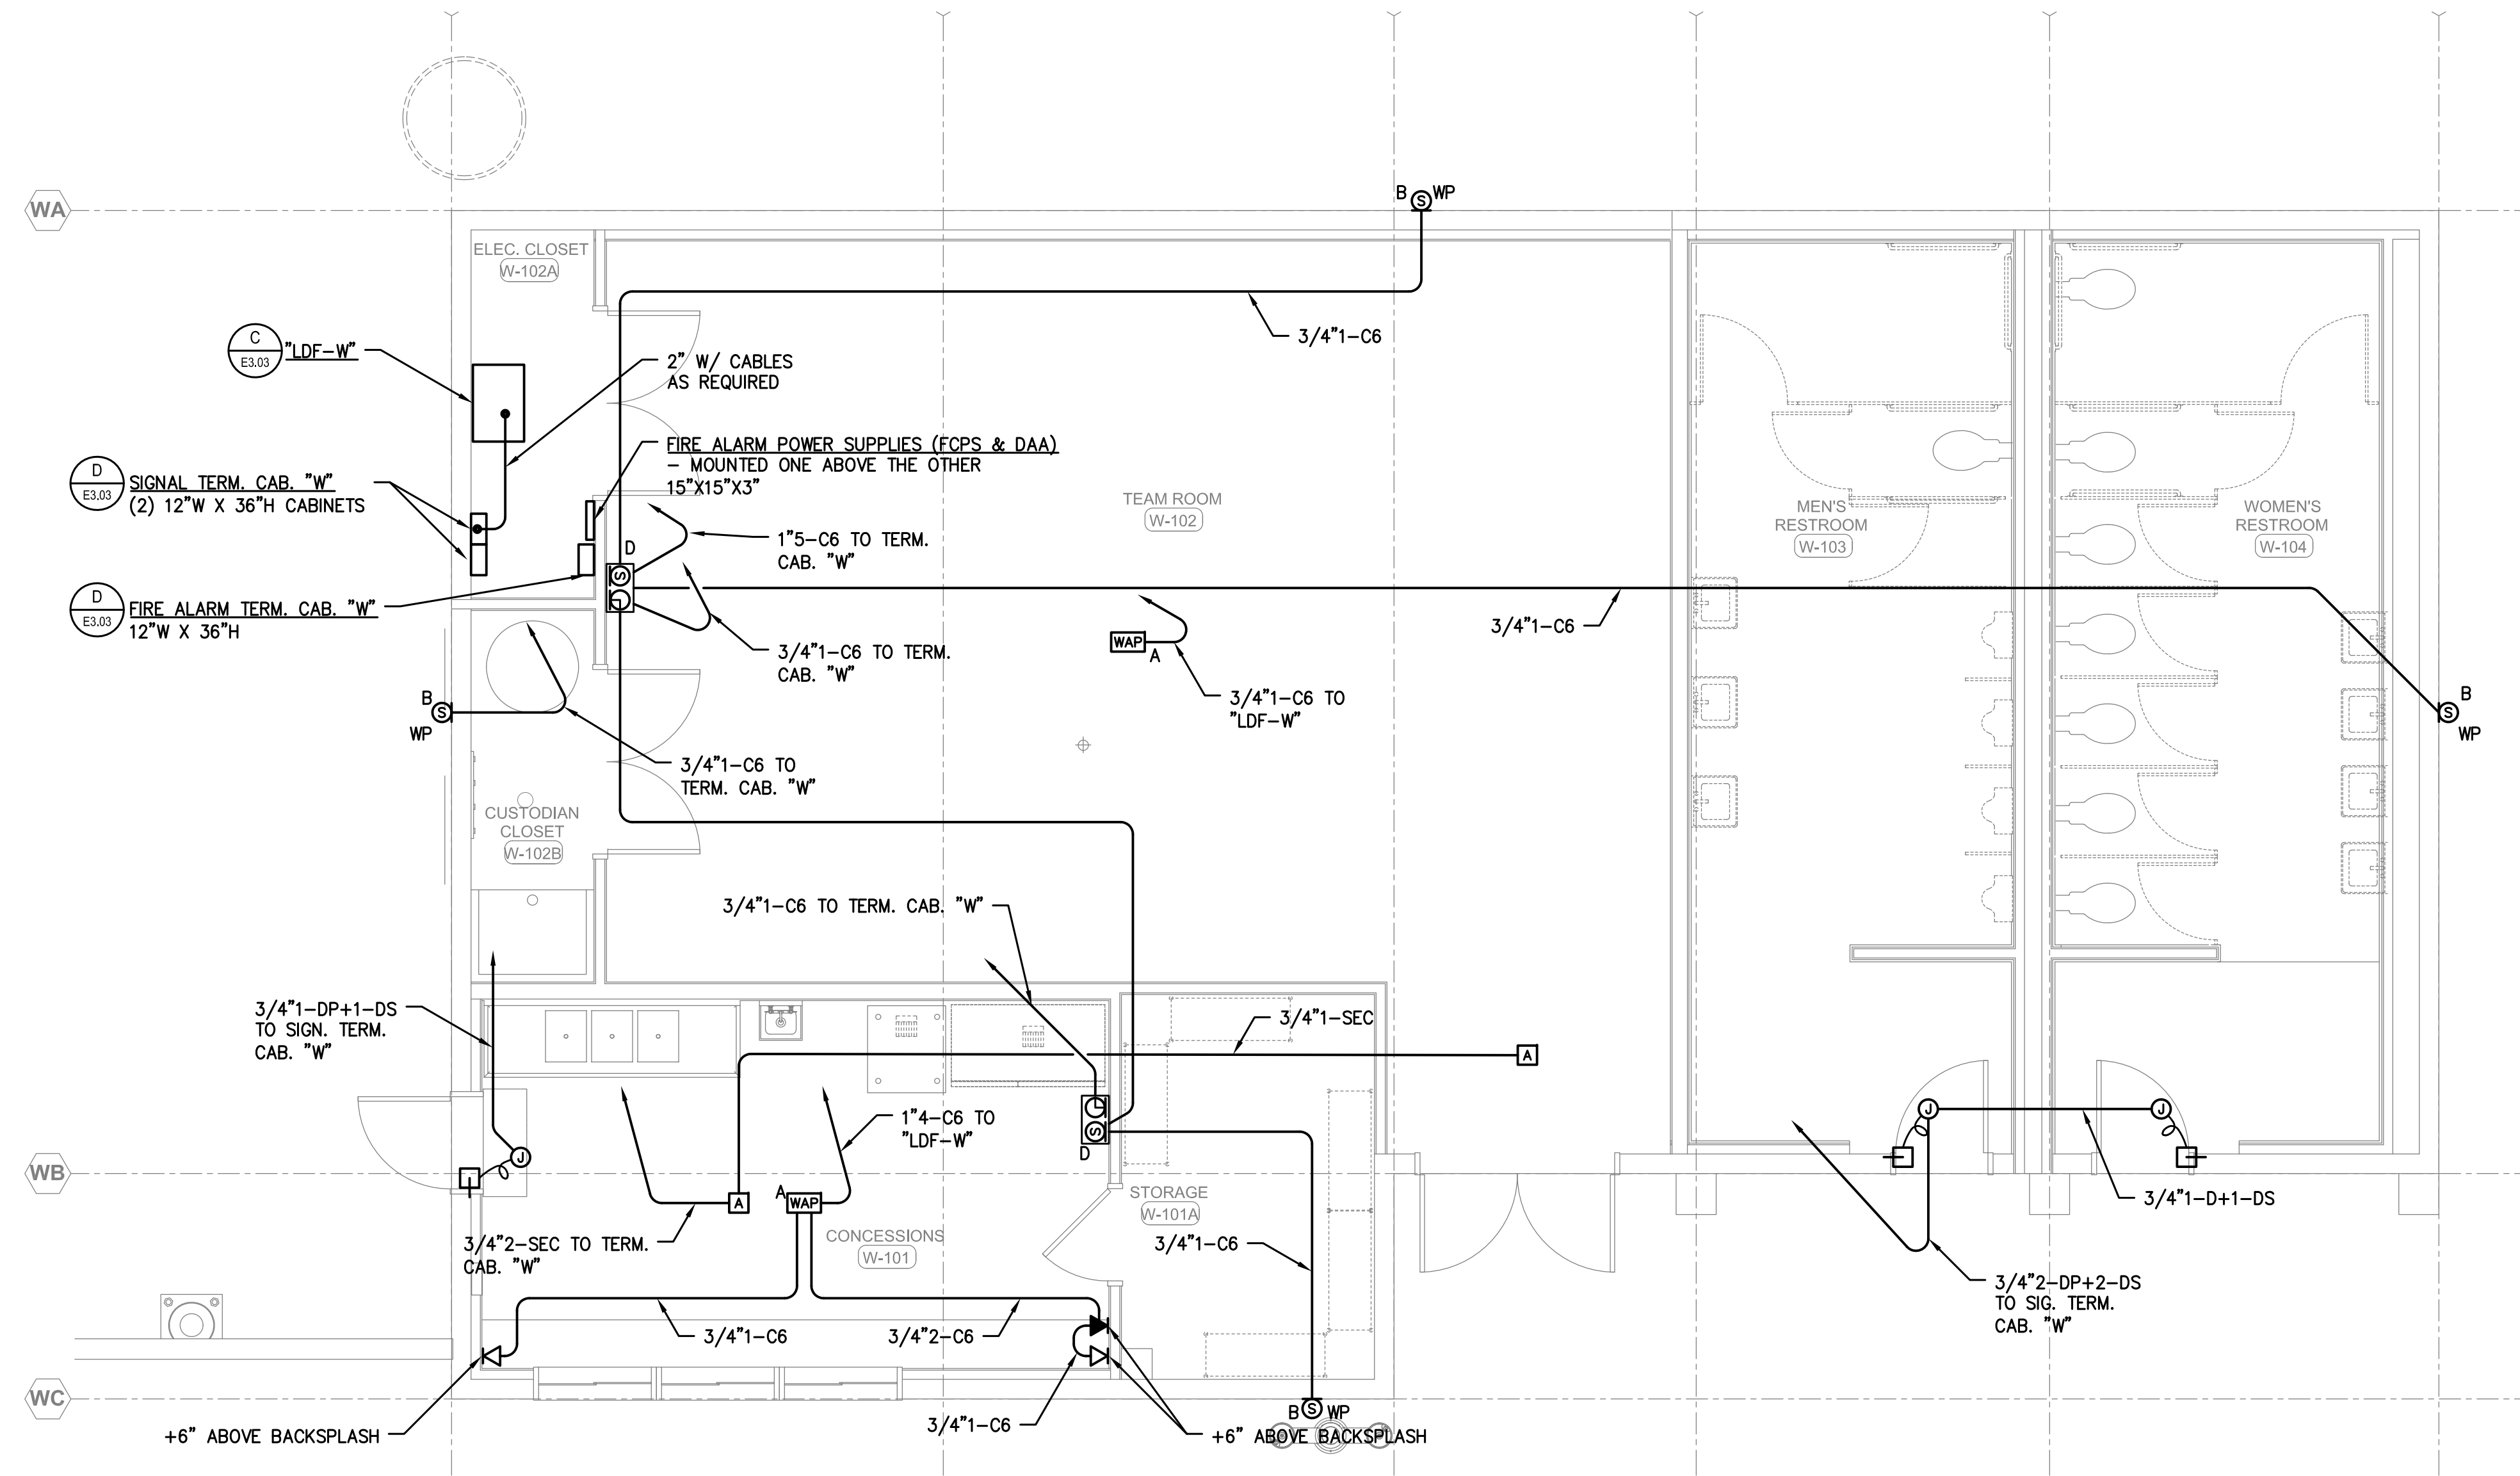 WA
B
S
WP
ELEC. CLOSET
W-102A
C
E3.03
"LDF-W"
3/4"1-C6
2" W/ CABLES
AS REQUIRED
FIRE ALARM POWER SUPPLIES (FCPS & DAA)
- MOUNTED ONE ABOVE THE OTHER
15"X15"X3"
D
E3.03
SIGNAL TERM. CAB. "W"
(2) 12"W X 36"H CABINETS
TEAM ROOM
W-102
MEN'S
RESTROOM
W-103
WOMEN'S
RESTROOM
W-104
1"5-C6 TO TERM.
CAB. "W"
D
S
D
E3.03
FIRE ALARM TERM. CAB. "W"
12"W X 36"H
3/4"1-C6
3/4"1-C6 TO TERM.
CAB. "W"
WAP
A
3/4"1-C6 TO
"LDF-W"
B
S
WP
B
S
WP
3/4"1-C6 TO
TERM. CAB. "W"
CUSTODIAN
CLOSET
W-102B
3/4"1-C6 TO TERM. CAB. "W"
3/4"1-DP+1-DS
TO SIGN. TERM.
CAB. "W"
3/4"1-SEC
A
1"4-C6 TO
"LDF-W"
S
D
J
J
J
WB
3/4"1-D+1-DS
A
A
WAP
STORAGE
W-101A
CONCESSIONS
W-101
3/4"2-SEC TO TERM.
CAB. "W"
3/4"1-C6
3/4"2-DP+2-DS
TO SIG. TERM.
CAB. "W"
3/4"1-C6
3/4"2-C6
WC
B
S
WP
3/4"1-C6
+6" ABOVE BACKSPLASH
+6" ABOVE BACKSPLASH